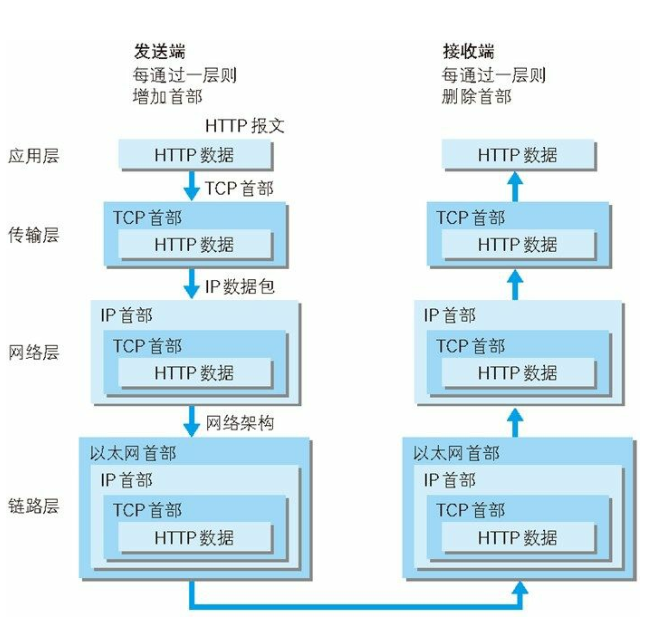 发送端
每通过一层则
增加首部
接收端
每通过一层则
删除首部
HTTP 报文
应用层
HTTP 数据
HTTP 数据
TCP 首部
传输层
TCP 首部
HTTP 数据
TCP 首部
HTTP 数据
IP 数据包
网络层
IP 首部
TCP 首部
HTTP 数据
IP 首部
TCP 首部
HTTP 数据
网络架构
链路层
以太网首部
IP 首部
TCP 首部
HTTP 数据
以太网首部
IP 首部
TCP 首部
HTTP 数据